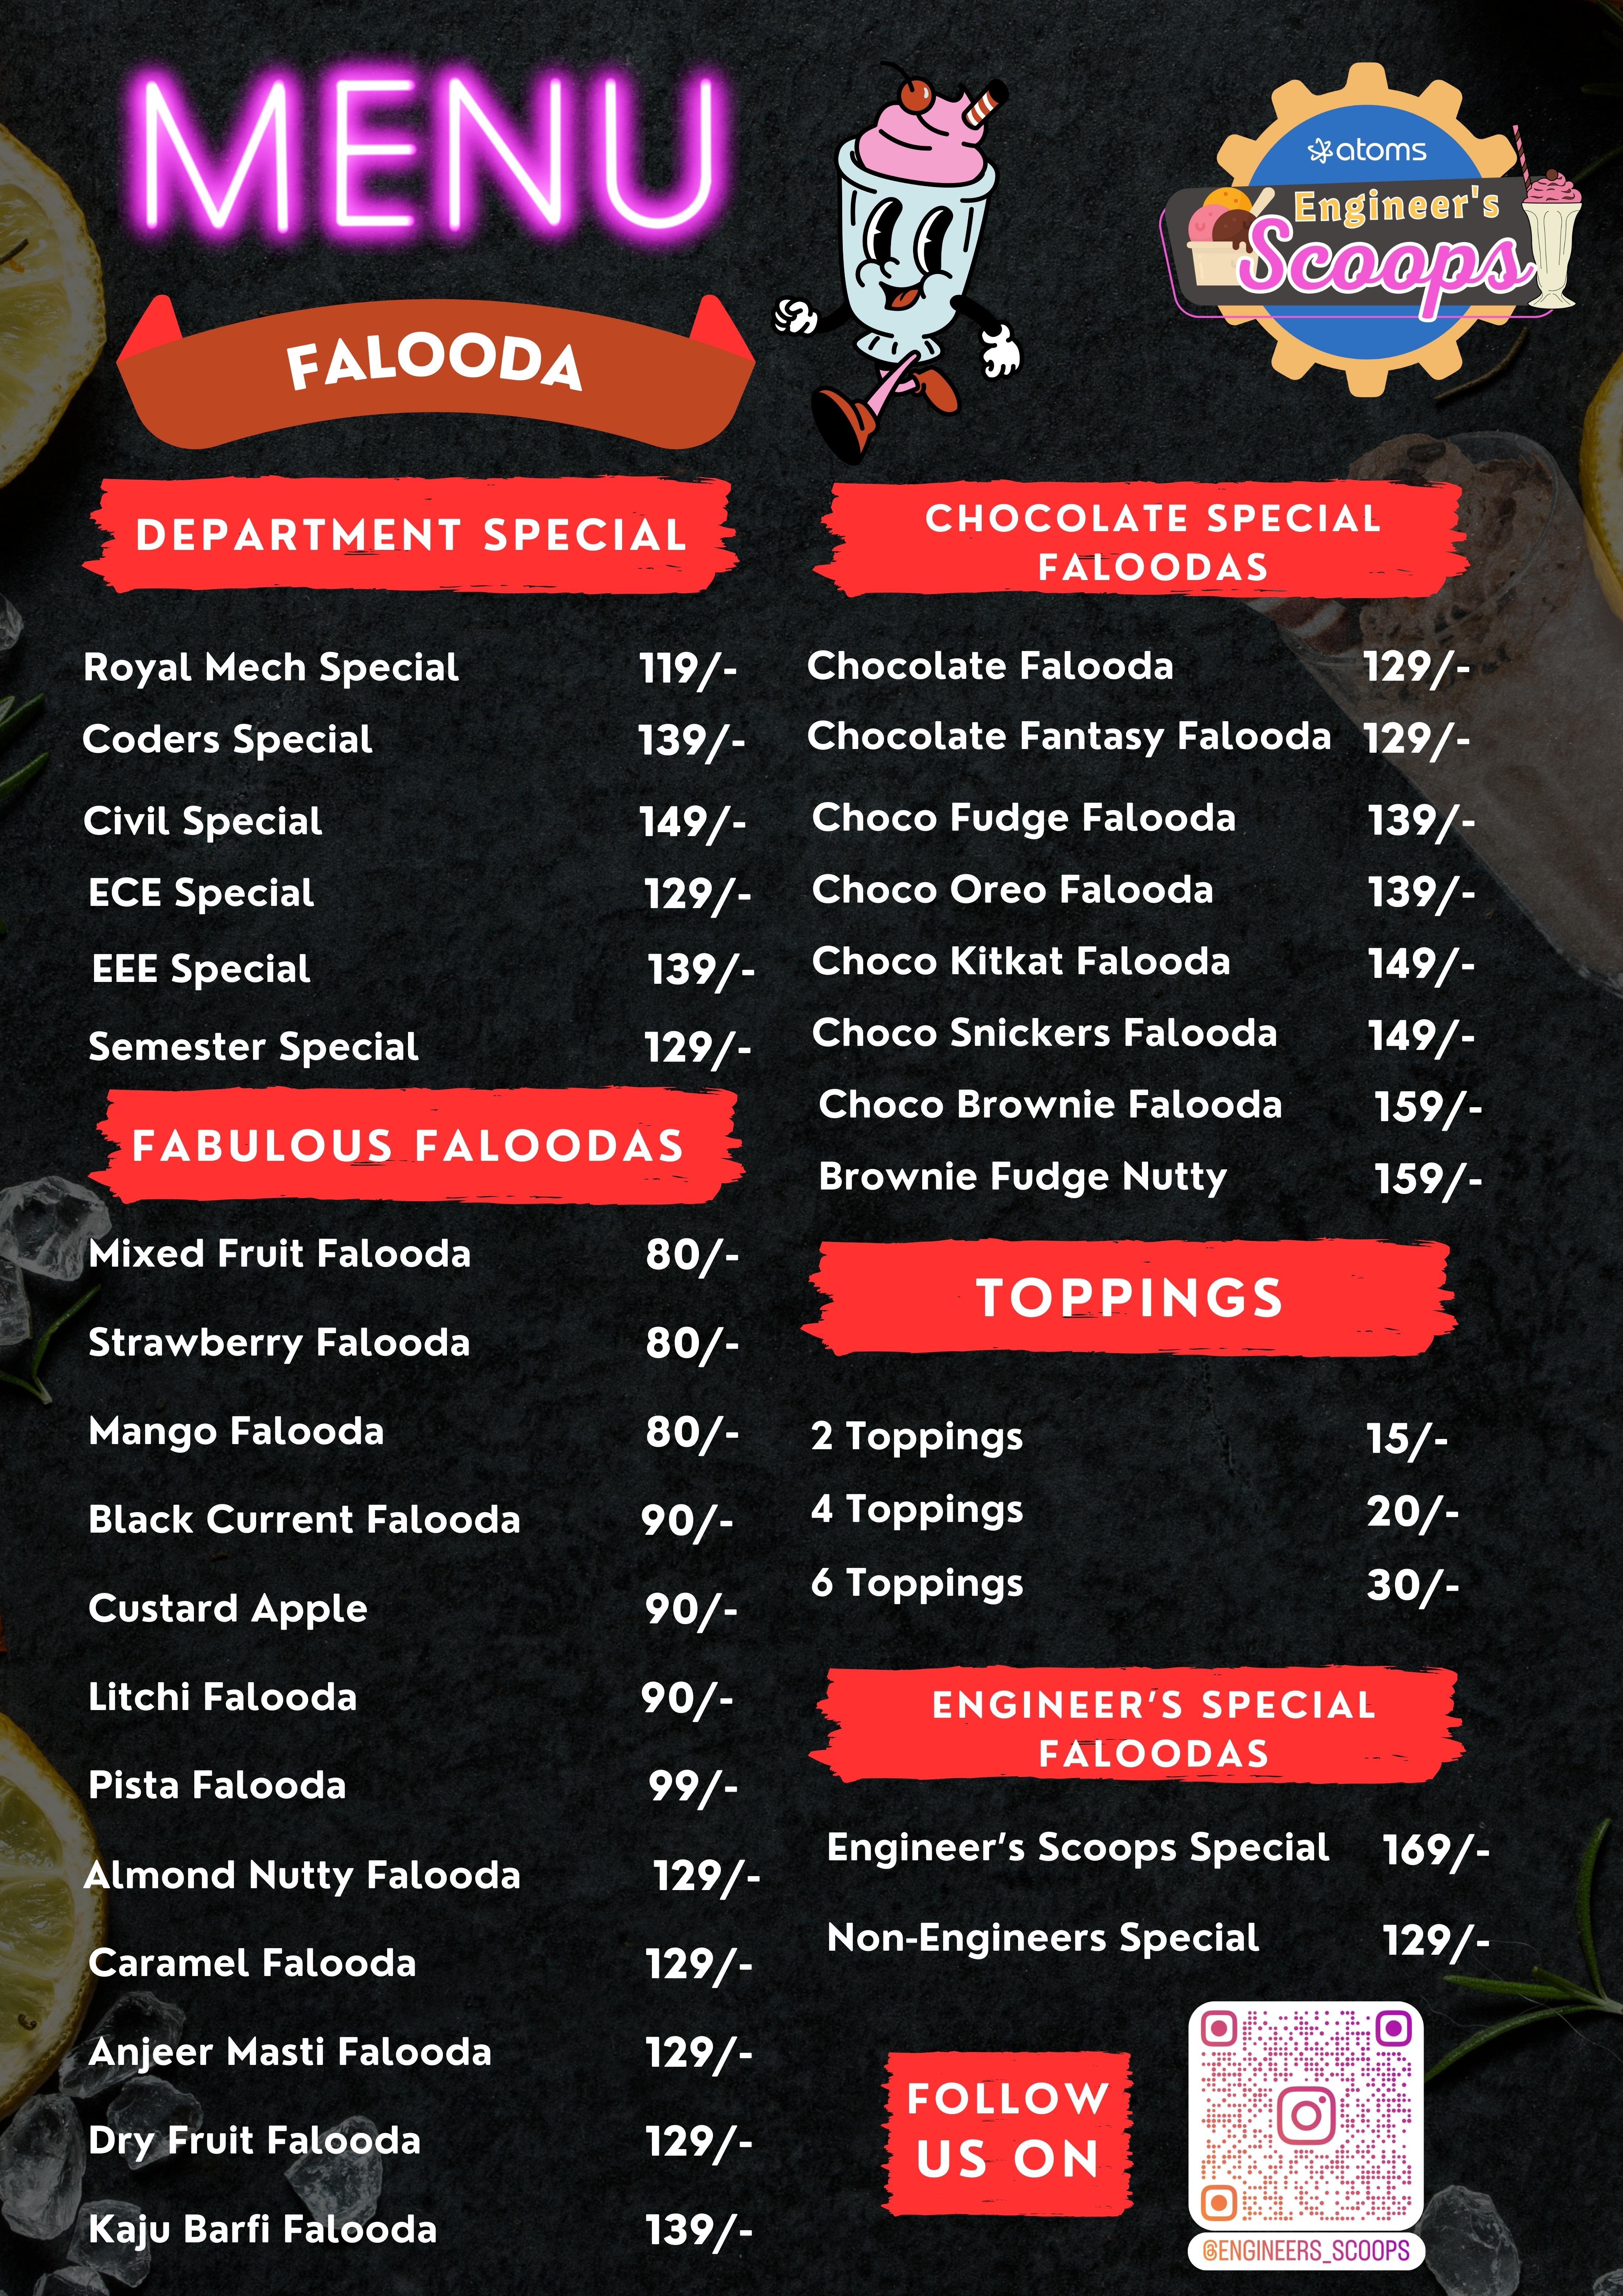 MENU
atoms
Engineer's
Scoops
FALOODA
DEPARTMENT SPECIAL
Royal Mech Special 119/-
Coders Special 139/-
Civil Special 149/-
ECE Special 129/-
EEE Special 139/-
Semester Special 129/-
FABULOUS FALOODAS
Mixed Fruit Falooda 80/-
Strawberry Falooda 80/-
Mango Falooda 80/-
Black Current Falooda 90/-
Custard Apple 90/-
Litchi Falooda 90/-
Pista Falooda 99/-
Almond Nutty Falooda 129/-
Caramel Falooda 129/-
Anjeer Masti Falooda 129/-
Dry Fruit Falooda 129/-
Kaju Barfi Falooda 139/-
CHOCOLATE SPECIAL
FALOODAS
Chocolate Falooda 129/-
Chocolate Fantasy Falooda 129/-
Choco Fudge Falooda 139/-
Choco Oreo Falooda 139/-
Choco Kitkat Falooda 149/-
Choco Snickers Falooda 149/-
Choco Brownie Falooda 159/-
Brownie Fudge Nutty 159/-
TOPPINGS
2 Toppings 15/-
4 Toppings 20/-
6 Toppings 30/-
ENGINEER’S SPECIAL
FALOODAS
Engineer’s Scoops Special 169/-
Non-Engineers Special 129/-
FOLLOW
US ON
@ENGINEERS_SCOOPS